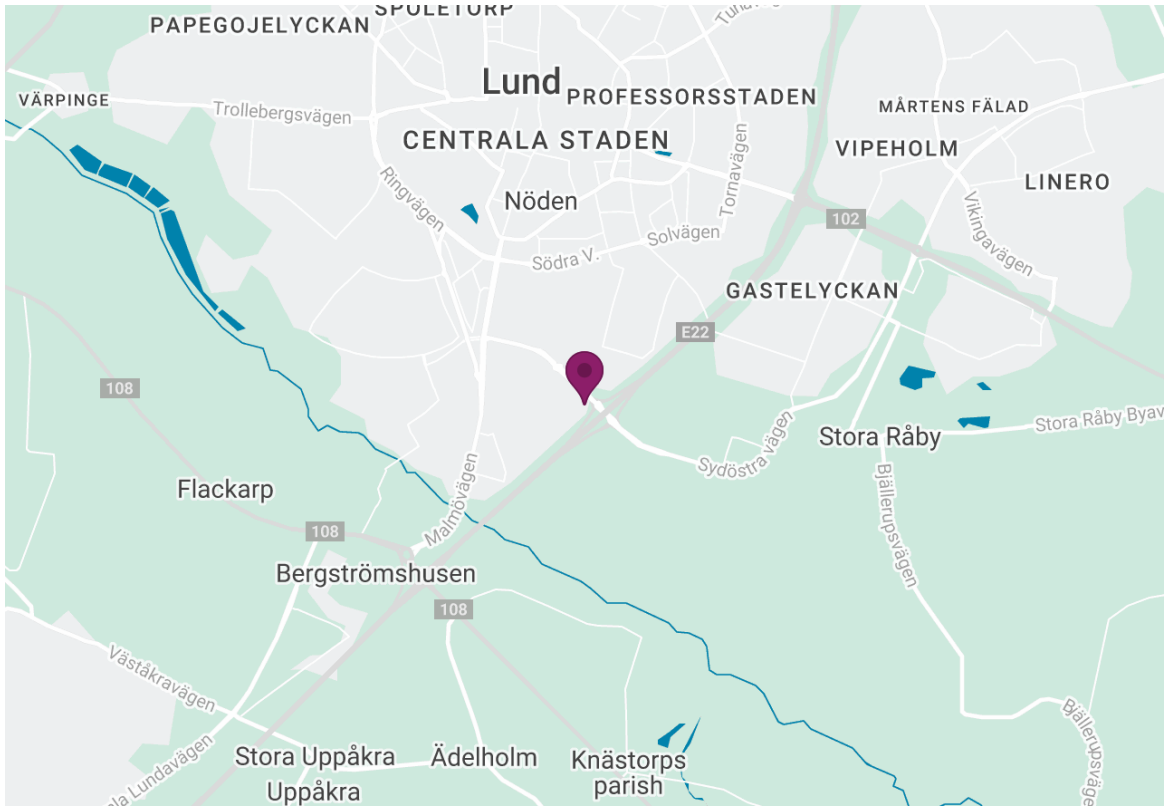 SPOLETORP
PAPEGOJELYCKAN
Lund
PROFESSORSSTADEN
VÄRPINGE
Trollebergsvägen
MÅRTENS FÄLAD
CENTRALA STADEN
VIPEHOLM
LINERO
Tornavägen
Ringvägen
Nöden
102
Vikingavägen
Solvägen
Södra V.
GASTELYCKAN
E22
108
Stora Råby
Stora Råby Byav
Sydöstra vägen
Flackarp
Malmövägen
Bjällerupsvägen
108
Bergströmshusen
108
Väståkravägen
Bjällerupsväge
Stora Uppåkra
Ädelholm
Knästorps
parish
la Lundavägen
Uppåkra